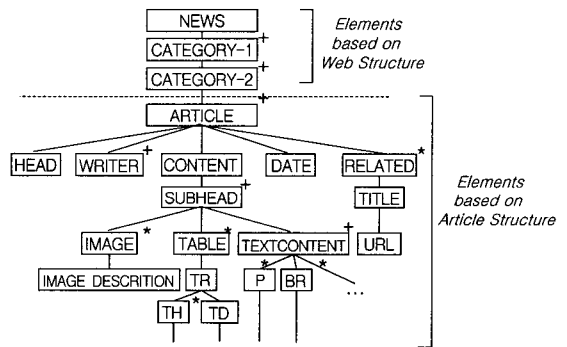 NEWS
CATEGORY-1 +
CATEGORY-2 +
Elements
based on
Web Structure
ARTICLE +
HEAD WRITER + CONTENT DATE RELATED *
SUBHEAD + TITLE
Elements
based on
Article Structure
IMAGE * TABLE * TEXTCONTENT + URL
IMAGE DESCRITION TR P * BR * ...
TH * TD